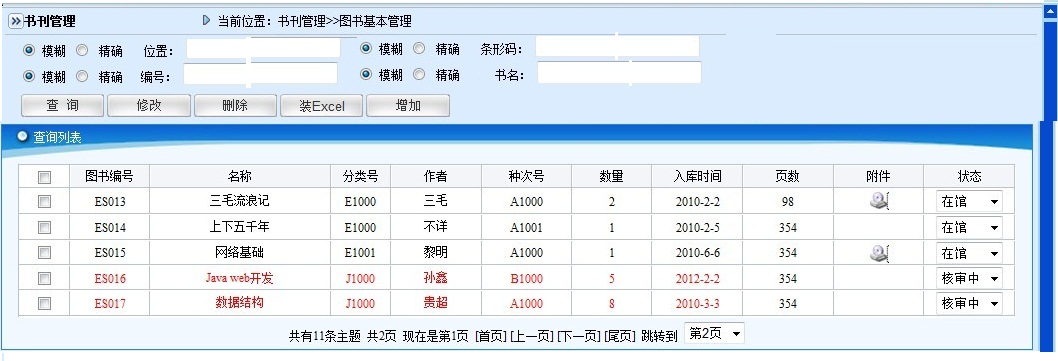 书刊管理 当前位置：书刊管理>>图书基本管理
模糊 精确 位置： 模糊 精确 条形码：
模糊 精确 编号： 模糊 精确 书名：
查 询 修改 删除 装Excel 增加
查询列表
图书编号 名称 分类号 作者 种次号 数量 入库时间 页数 附件 状态
ES013 三毛流浪记 E1000 三毛 A1000 2 2010-2-2 98 在馆
ES014 上下五千年 E1000 不详 A1001 1 2010-2-5 354 在馆
ES015 网络基础 E1001 黎明 A1000 1 2010-6-6 354 在馆
ES016 Java web开发 J1000 孙鑫 B1000 5 2012-2-2 354 核审中
ES017 数据结构 J1000 贵超 A1000 8 2010-3-3 354 核审中
共有11条主题 共2页 现在是第1页 [首页] [上一页] [下一页] [尾页] 跳转到 第2页